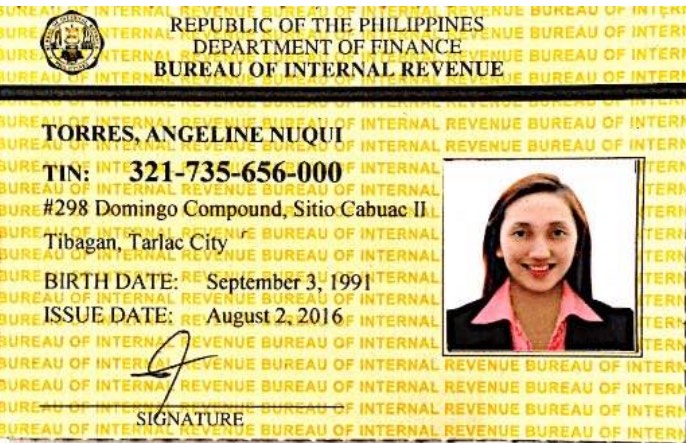 REPUBLIC OF THE PHILIPPINES
DEPARTMENT OF FINANCE
BUREAU OF INTERNAL REVENUE
TORRES, ANGELINE NUQUI
TIN: 321-735-656-000
#298 Domingo Compound, Sitio Cabuac II
Tibagan, Tarlac City
BIRTH DATE: September 3, 1991
ISSUE DATE: August 2, 2016
SIGNATURE